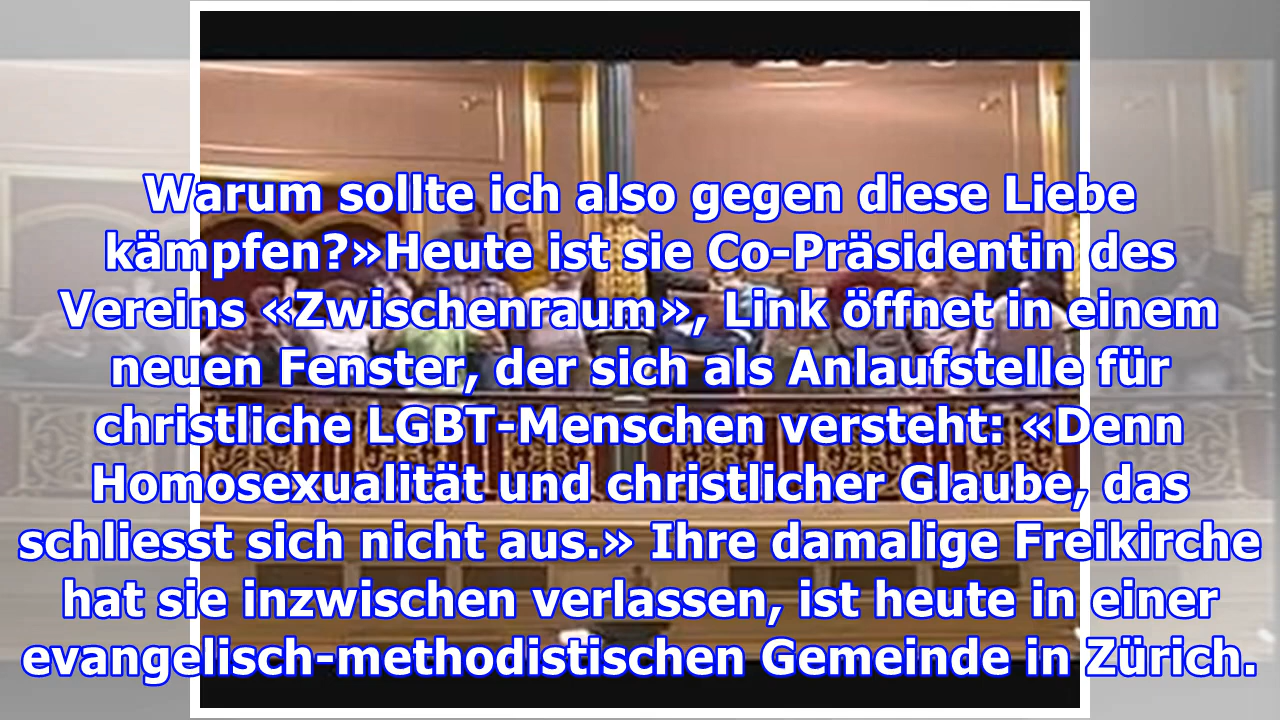 Warum sollte ich also gegen diese Liebe
kämpfen?»Heute ist sie Co-Präsidentin des
Vereins «Zwischenraum», Link öffnet in einem
neuen Fenster, der sich als Anlaufstelle für
christliche LGBT-Menschen versteht: «Denn
Homosexualität und christlicher Glaube, das
schliesst sich nicht aus.» Ihre damalige Freikirche
hat sie inzwischen verlassen, ist heute in einer
evangelisch-methodistischen Gemeinde in Zürich.